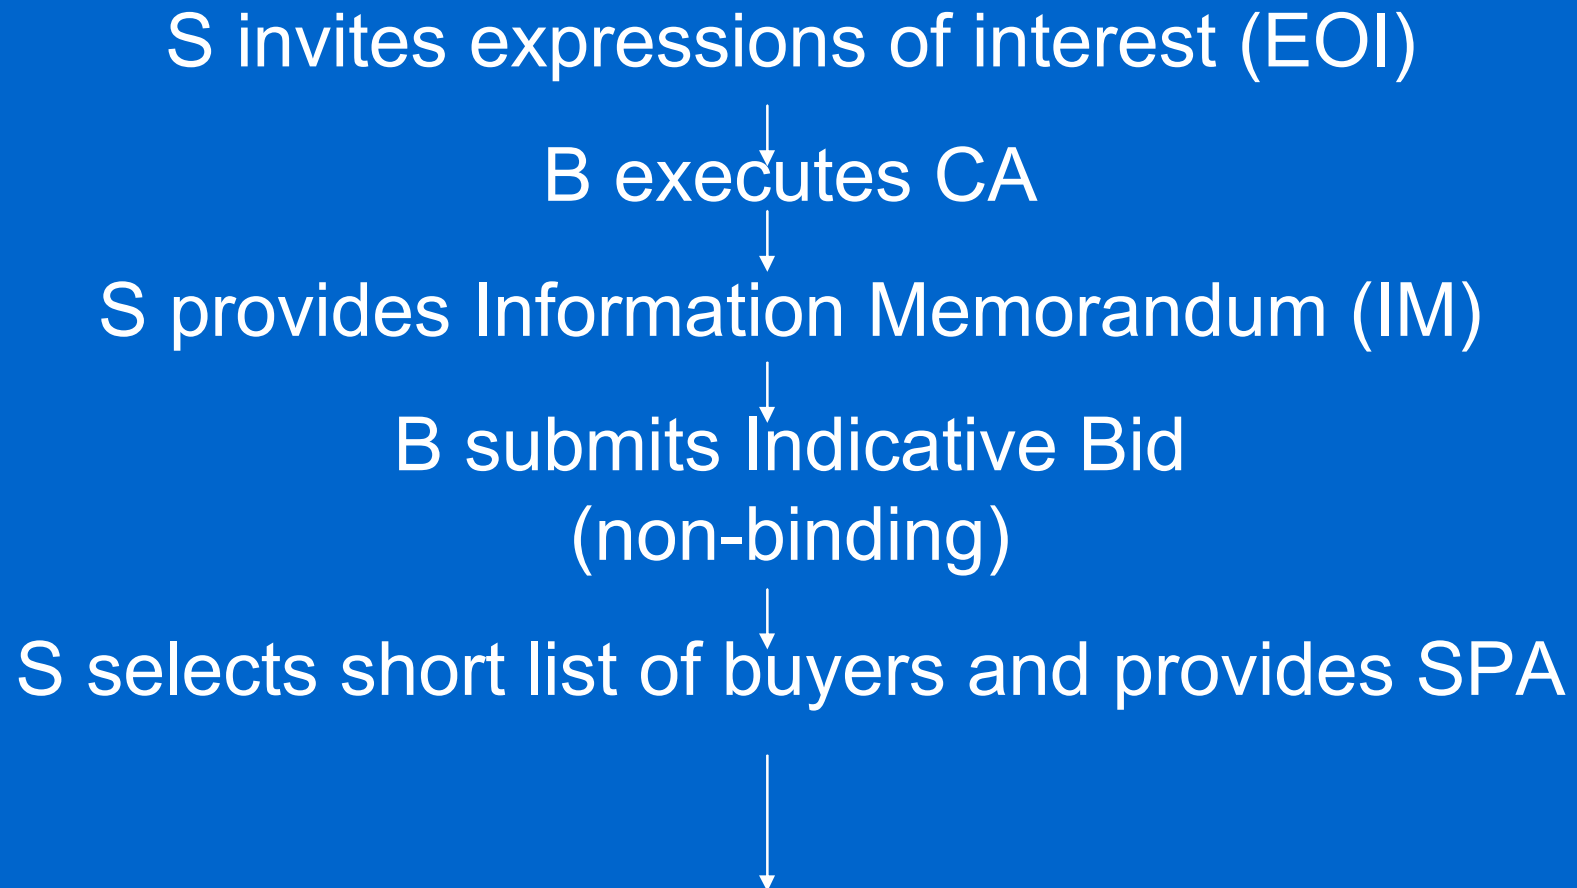 S invites expressions of interest (EOI)
B executes CA
S provides Information Memorandum (IM)
B submits Indicative Bid
(non-binding)
S selects short list of buyers and provides SPA